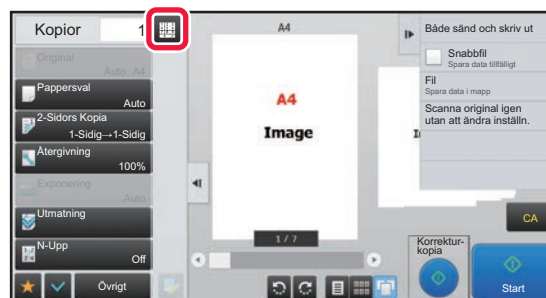 Kopior 1
Original
Auto A4
Pappersval
Auto
2-Sidors Kopia
1-Sidig→1-Sidig
Återgivning
100%
Exponering
Auto
Utmatning
N-Upp
Off
Övrigt
A4
A4
Image
1 / 7
Både sänd och skriv ut
Snabbfil
Spara data tillfälligt
Fil
Spara data i mapp
Scanna original igen
utan att ändra inställn.
CA
Korrektur-
kopia
Start